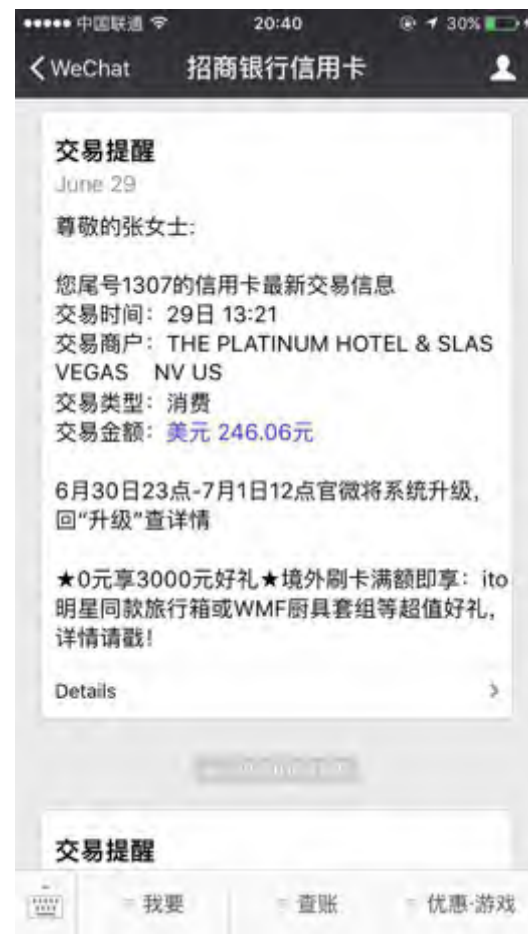 中国联通 20:40 30%
WeChat 招商银行信用卡
交易提醒
June 29
尊敬的张女士:
您尾号1307的信用卡最新交易信息
交易时间: 29日 13:21
交易商户: THE PLATINUM HOTEL & SLAS
VEGAS NV US
交易类型: 消费
交易金额: 美元 246.06元
6月30日23点-7月1日12点官微将系统升级,
回“升级”查详情
★0元享3000元好礼★境外刷卡满额即享: ito
明星同款旅行箱或WMF厨具套组等超值好礼,
详情请戳!
Details
交易提醒
我要 查账 优惠·游戏